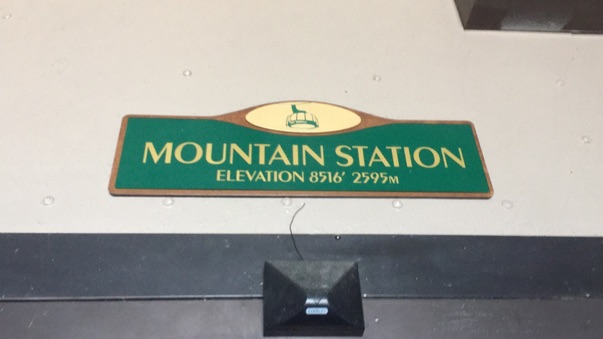 MOUNTAIN STATION
ELEVATION 8516' 2595M